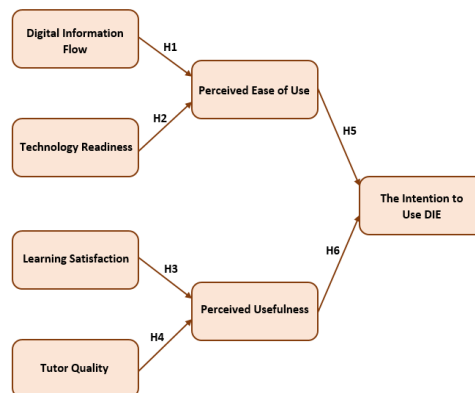 Digital Information
Flow
H1
Perceived Ease of Use
H2
Technology Readiness
H5
The Intention to
Use DIE
Learning Satisfaction
H3
H6
Perceived Usefulness
H4
Tutor Quality